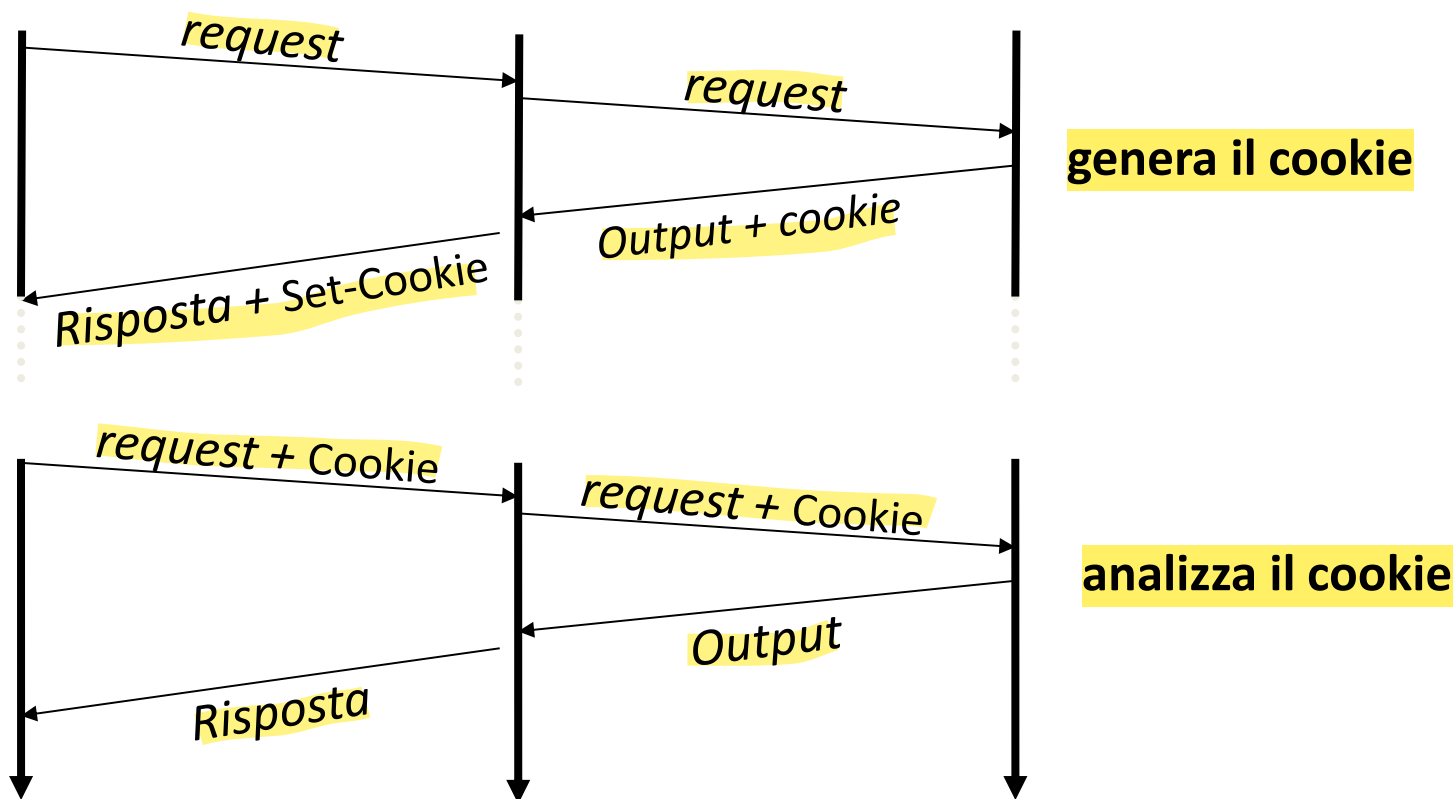 request
request
genera il cookie
Output + cookie
Risposta + Set-Cookie
request + Cookie
request + Cookie
analizza il cookie
Output
Risposta